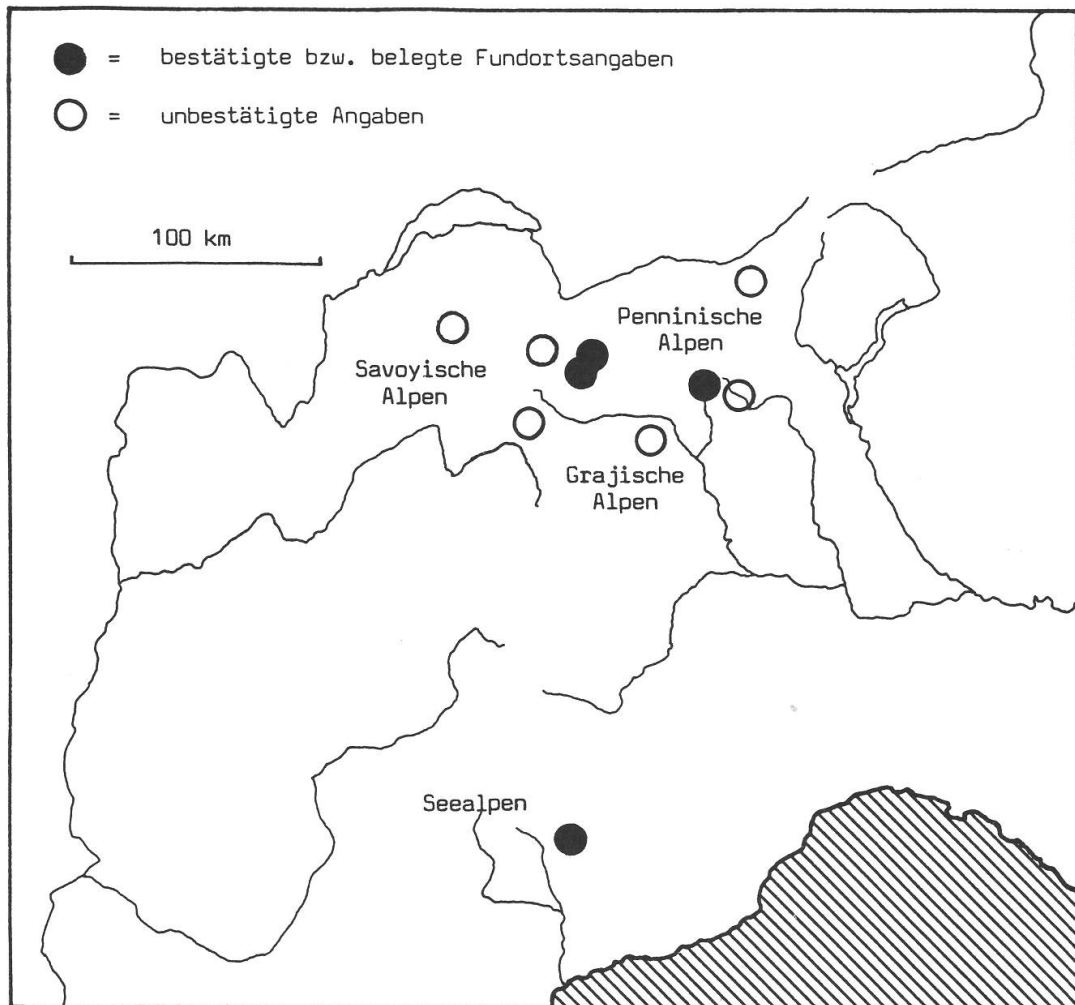 = bestätigte bzw. belegte Fundortsangaben
= unbestätigte Angaben
100 km
Penninische
Alpen
Savoyische
Alpen
Grajische
Alpen
Seealpen